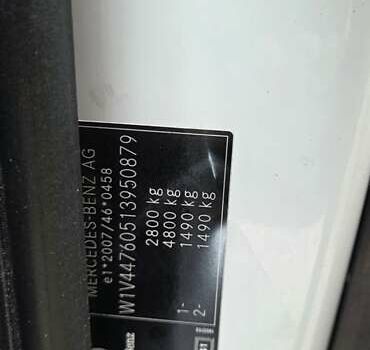 MERCEDES-BENZ AG
e1*2007/46*0458
W1V44760513950879
2800 kg
4800 kg
1- 1490 kg
2- 1490 kg